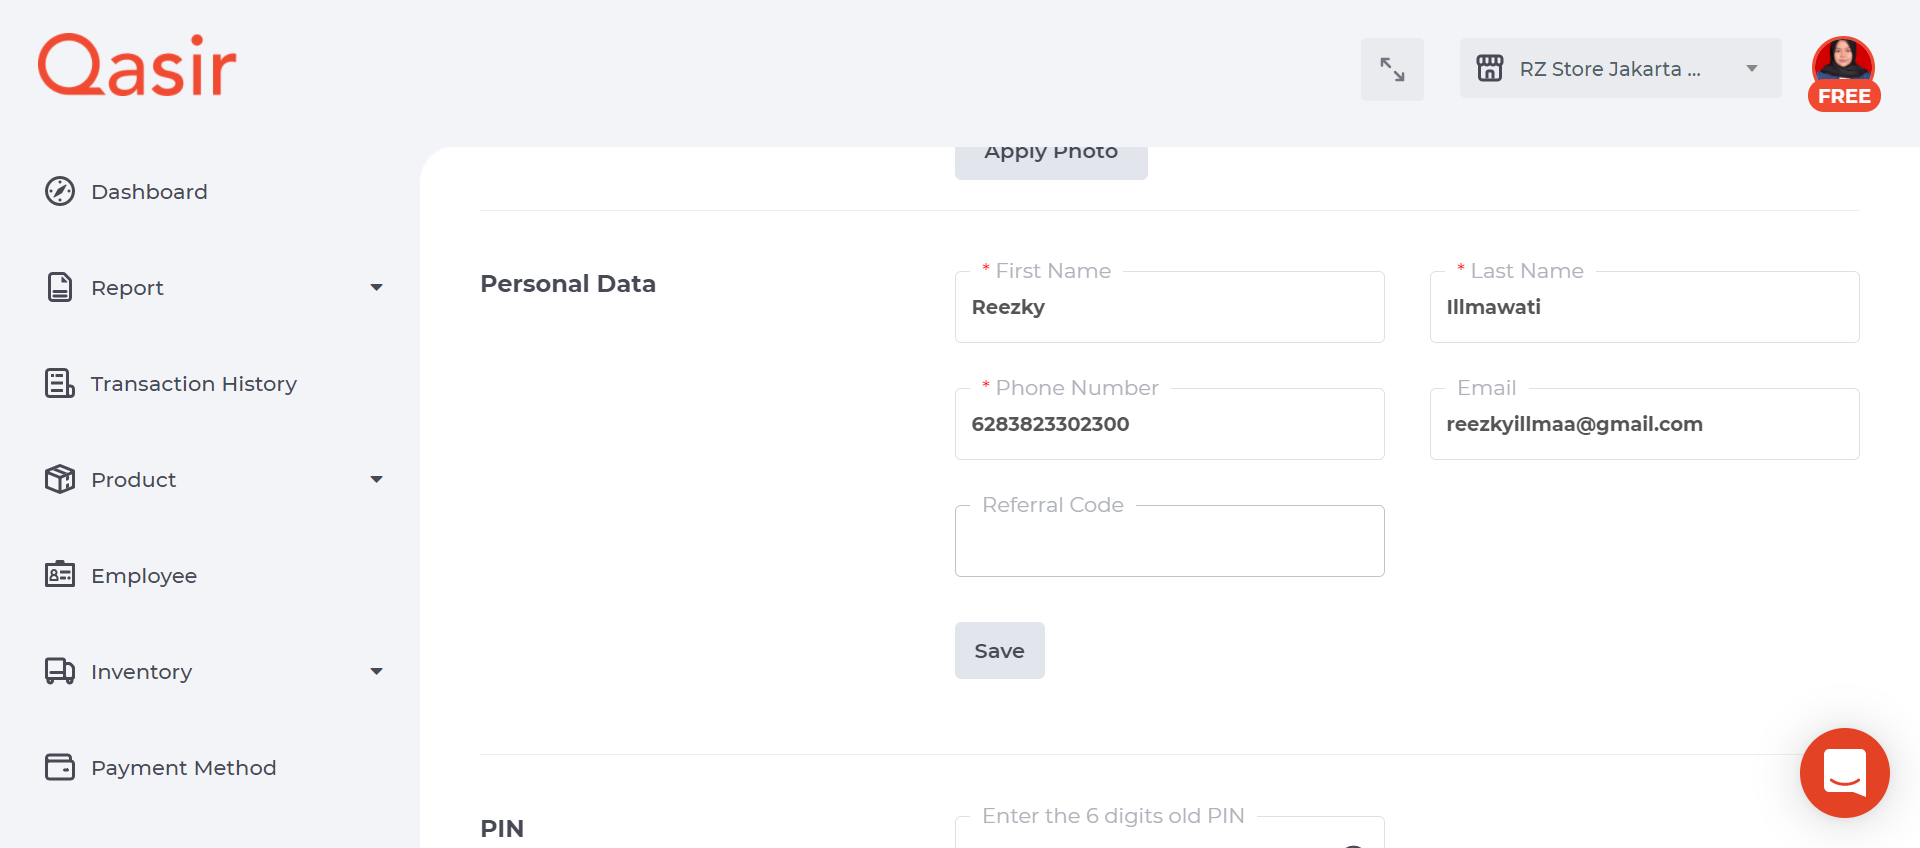 Qasir
RZ Store Jakarta ...
FREE
Dashboard
Report
Transaction History
Product
Employee
Inventory
Payment Method
Apply Photo
Personal Data
* First Name
Reezky
* Last Name
Illmawati
* Phone Number
6283823302300
Email
reezkyillmaa@gmail.com
Referral Code
Save
PIN
Enter the 6 digits old PIN